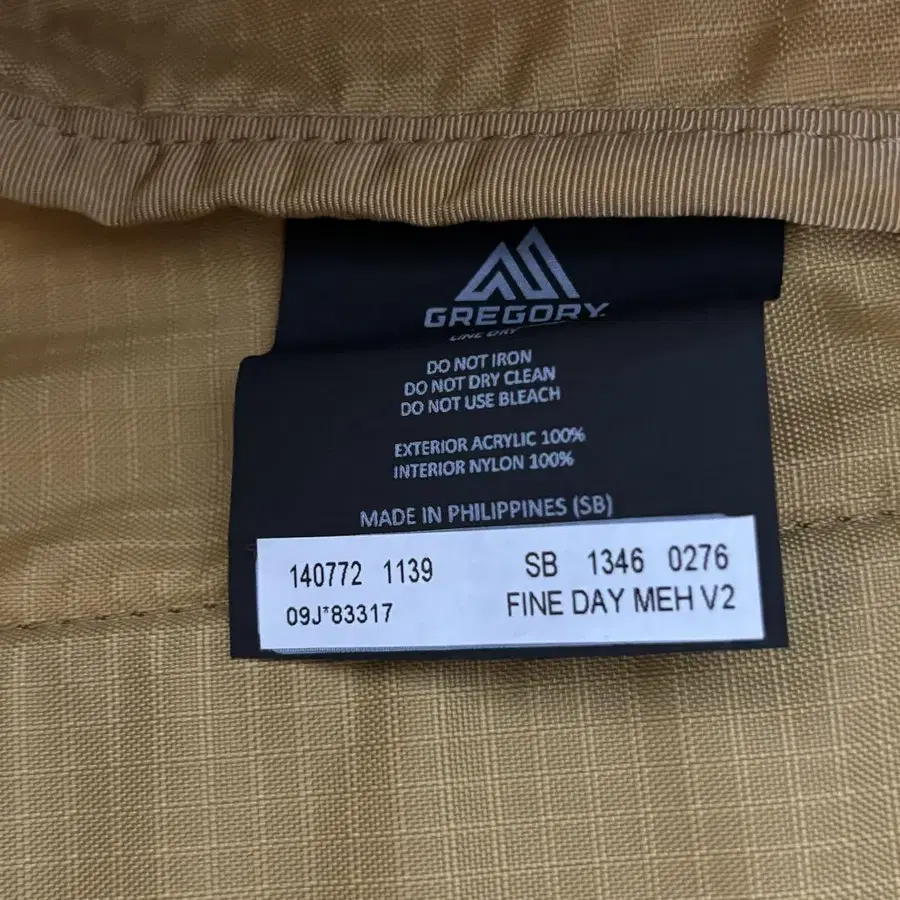 GREGORY
LINE DRY
DO NOT IRON
DO NOT DRY CLEAN
DO NOT USE BLEACH
EXTERIOR ACRYLIC 100%
INTERIOR NYLON 100%
MADE IN PHILIPPINES (SB)
140772 1139 SB 1346 0276
09J*83317 FINE DAY MEH V2